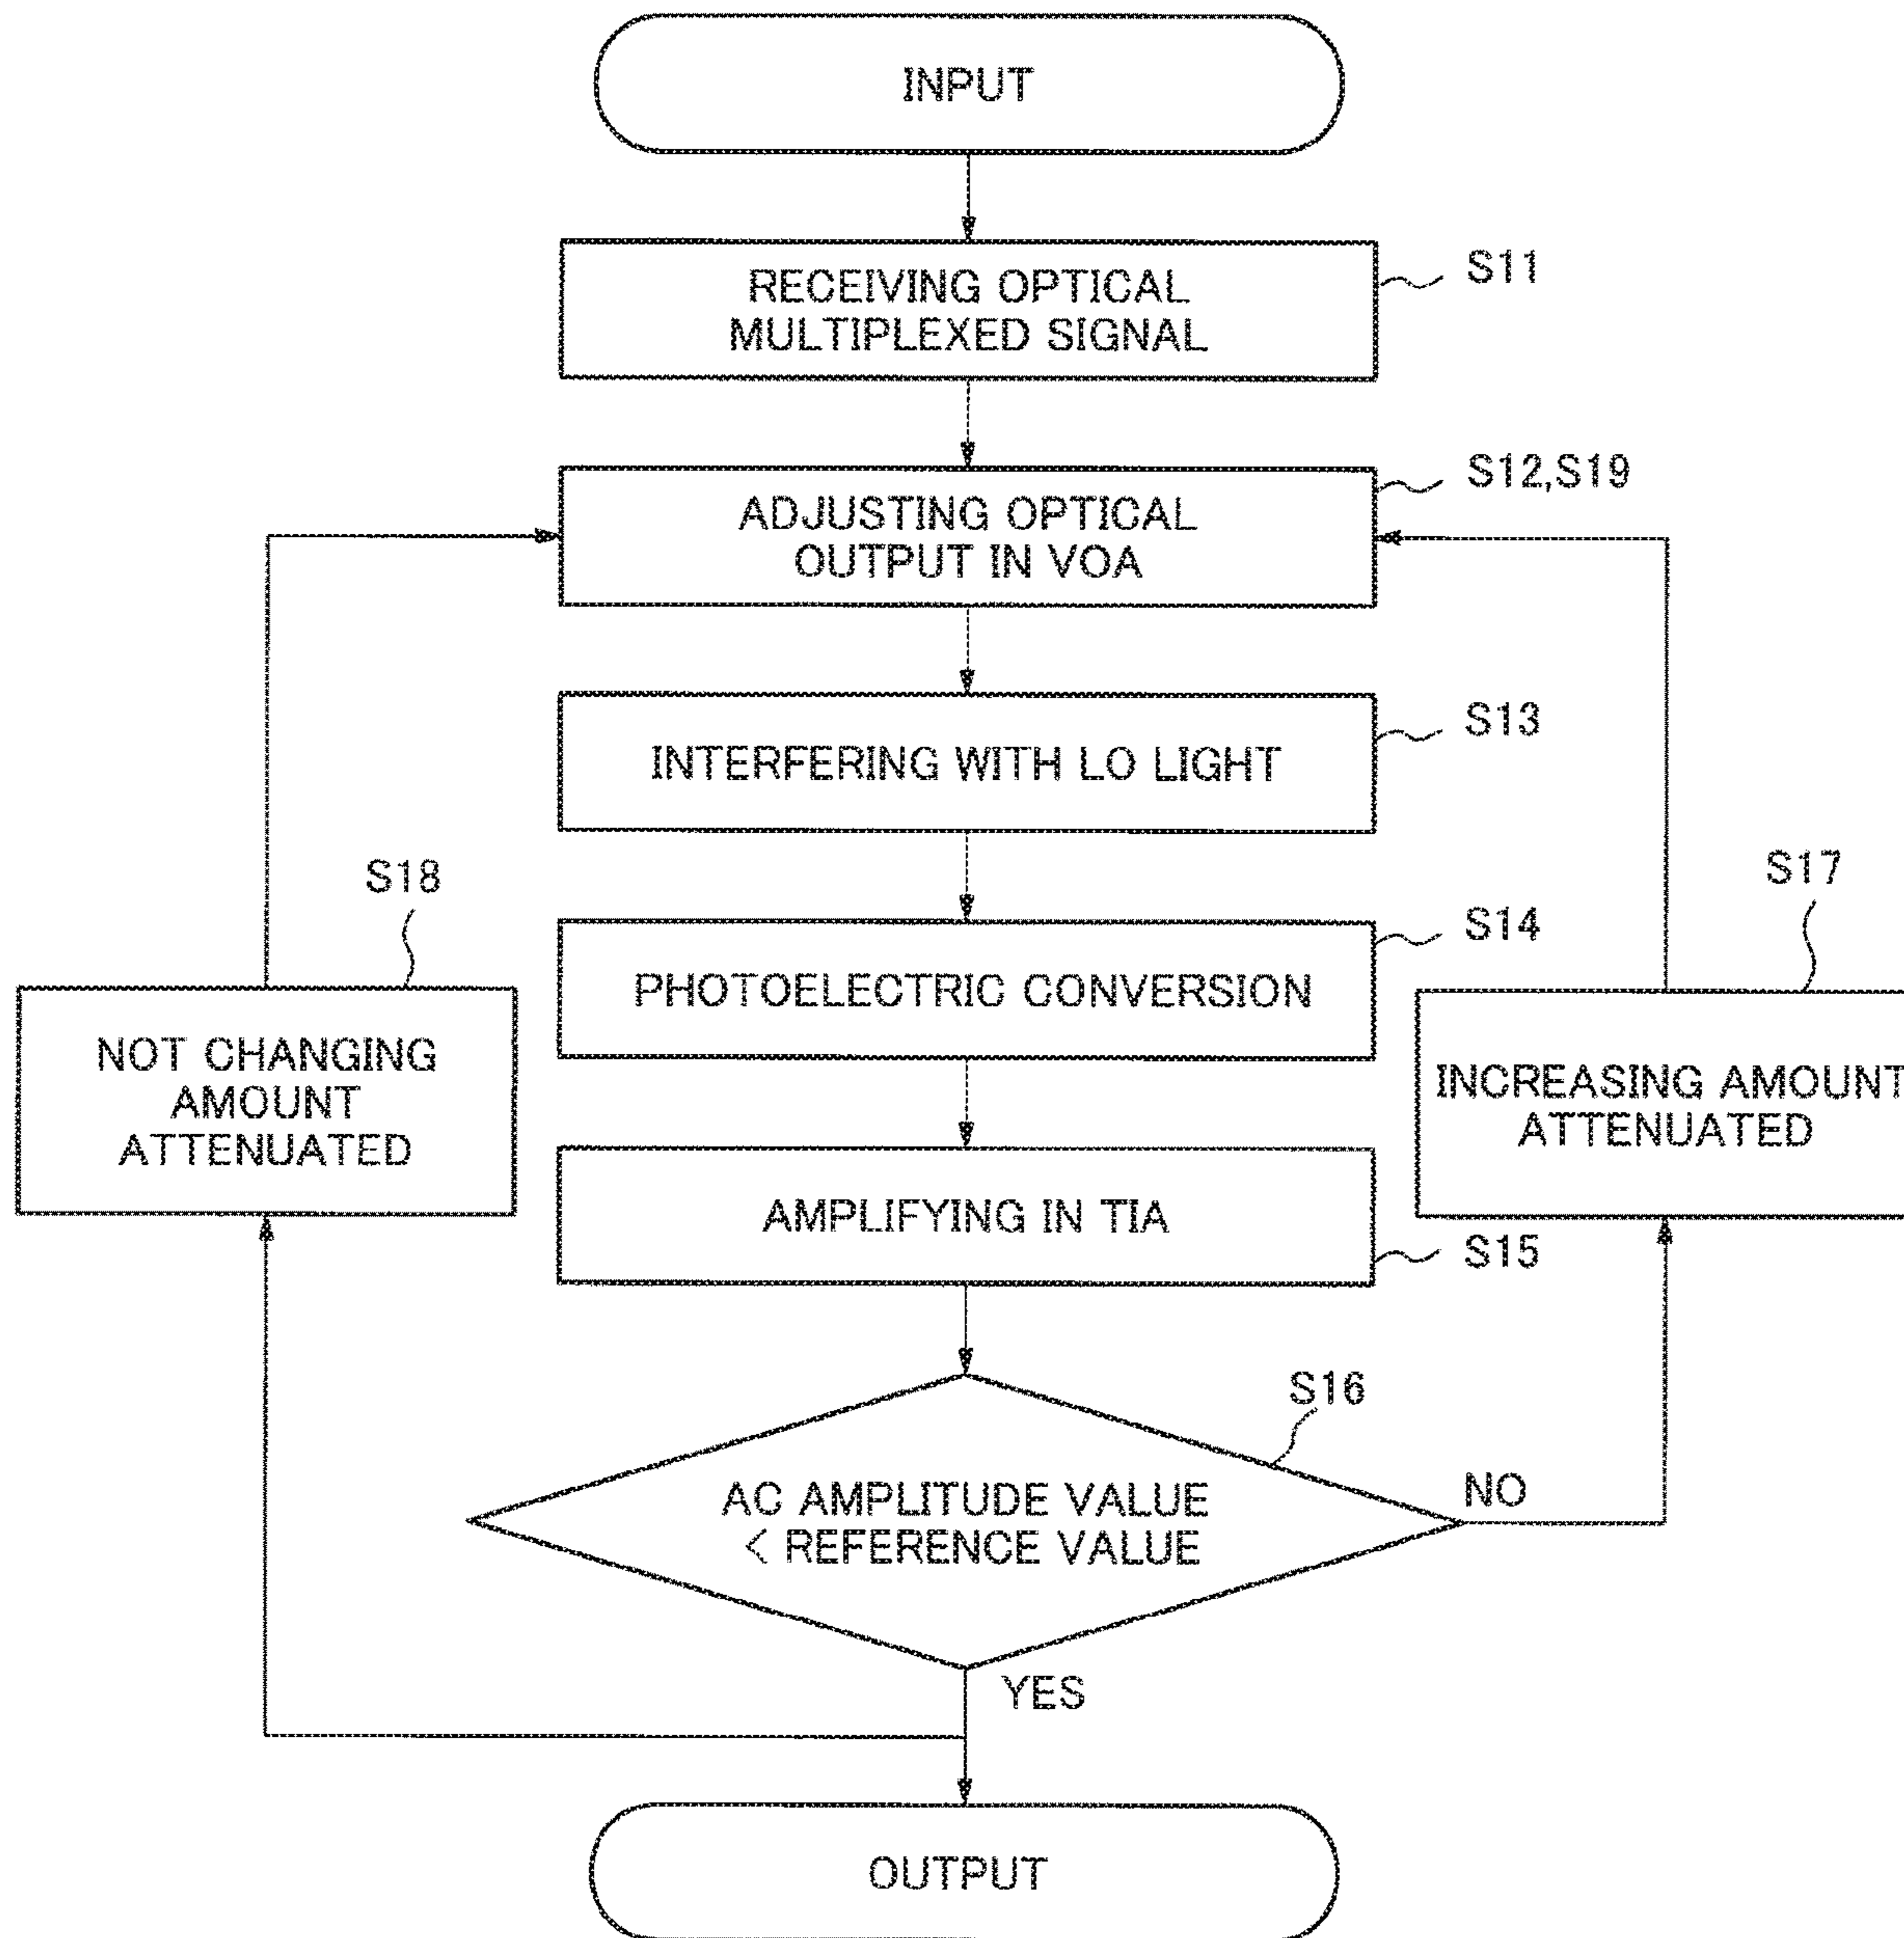 INPUT
RECEIVING OPTICAL
MULTIPLEXED SIGNAL
S11
ADJUSTING OPTICAL
OUTPUT IN VOA
S12,S19
INTERFERING WITH LO LIGHT
S13
S18
PHOTOELECTRIC CONVERSION
S14
S17
NOT CHANGING
AMOUNT
ATTENUATED
INCREASING AMOUNT
ATTENUATED
AMPLIFYING IN TIA
S15
S16
AC AMPLITUDE VALUE
< REFERENCE VALUE
NO
YES
OUTPUT